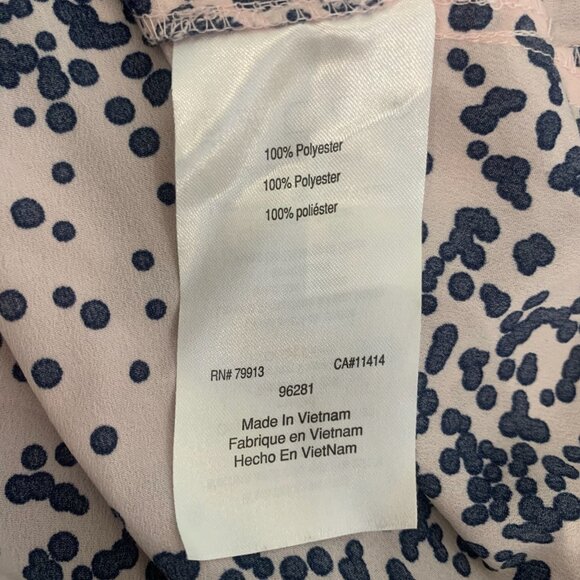 100% Polyester
100% Polyester
100% poliéster
RN# 79913 CA#11414
96281
Made In Vietnam
Fabrique en Vietnam
Hecho En VietNam